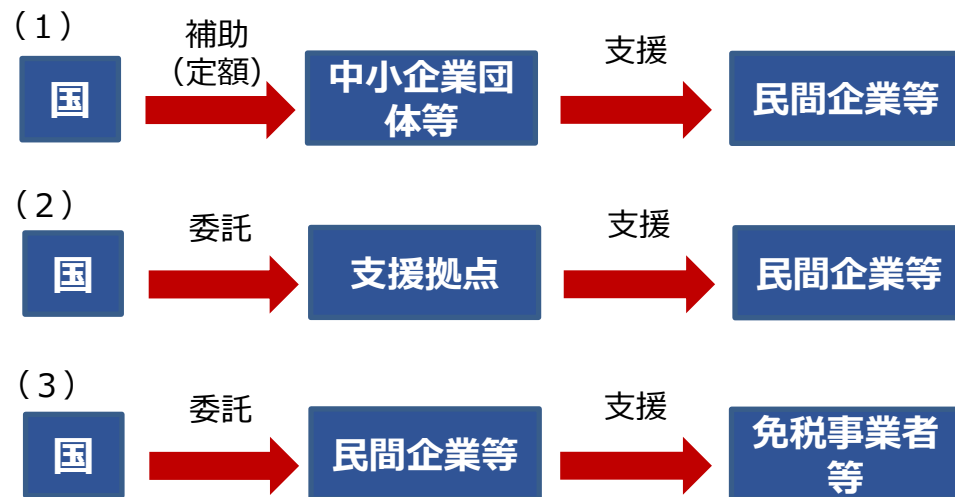 （１）
国
補助
（定額）
中小企業団
体等
支援
民間企業等
（２）
国
委託
支援拠点
支援
民間企業等
（３）
国
委託
民間企業等
支援
免税事業者
等